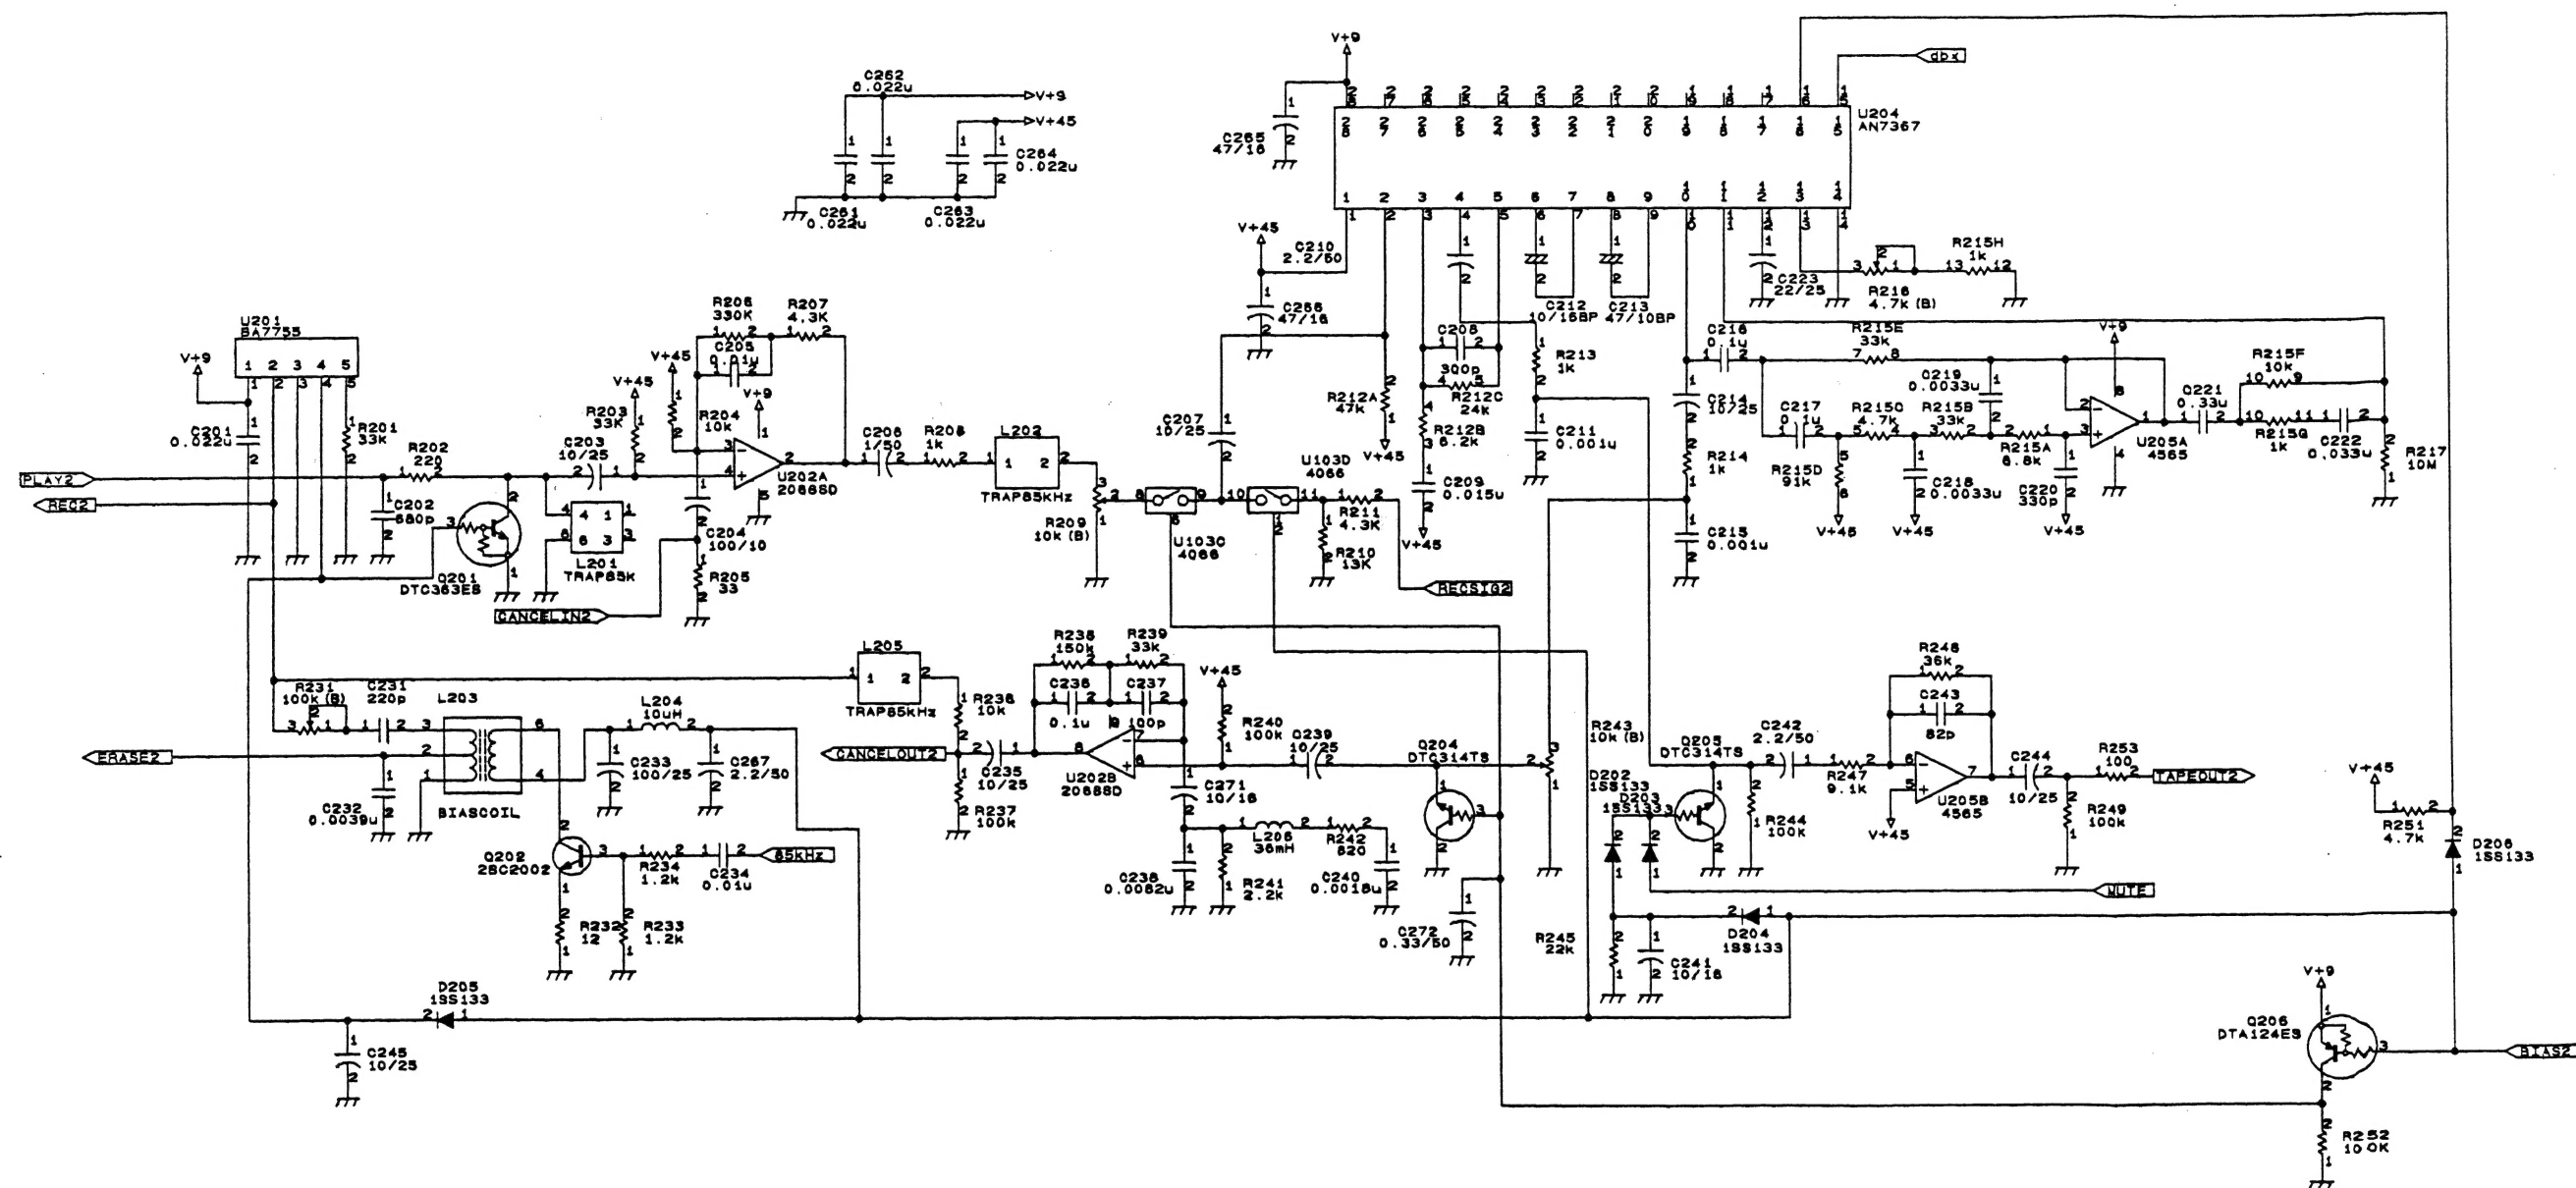 V+9
C262
0.022u
V+9
V+45
C264
0.022u
C261
0.022u
C263
0.022u
C265
47/16
U204
AN7367
dbx
V+45
C210
2.2/50
C266
47/16
C212
10/16BP
C213
47/10BP
C223
22/25
R216
4.7k (B)
R215H
1k
U201
BA7755
V+9
C201
0.022u
R201
33K
R202
220
C202
680p
PLAY2
REC2
Q201
DTC363ES
L201
TRAP85K
CANCELIN2
C203
10/25
R203
33K
V+45
V+45
R206
330K
R207
4.3K
C205
0.01u
V+9
R204
10k
U202A
2068SD
C204
100/10
R205
33
C206
1/50
R208
1k
L202
TRAP85kHz
R209
10k (B)
U103C
4066
C207
10/25
U103D
4066
R211
4.3K
R210
13K
RECSIG2
R212A
47k
V+45
C208
300p
R212C
24k
R212B
6.2k
C209
0.015u
V+45
R213
1k
C211
0.001u
C214
10/25
R214
1k
C215
0.001u
C216
0.1u
R215E
33k
C217
0.1u
R215C
4.7k
R215B
33k
R215D
91k
C218
0.0033u
C219
0.0033u
R215A
6.8k
C220
330p
V+45
V+45
V+45
V+9
U205A
4565
C221
0.33u
R215F
10k
R215G
1k
C222
0.033u
R217
10M
R231
100k (B)
C231
220p
L203
BIASCOIL
L204
10uH
C233
100/25
C267
2.2/50
ERASE2
C232
0.0039u
Q202
2SC2002
R234
1.2k
C234
0.01u
85kHz
R232
12
R233
1.2k
L205
TRAP85kHz
R236
10k
R237
100k
CANCELOUT2
C235
10/25
R238
150k
R239
33k
C236
0.1u
C237
100p
U202B
2068SD
V+45
R240
100k
C239
10/25
C271
10/16
C238
0.0082u
R241
2.2k
L206
36mH
R242
820
C240
0.0018u
Q204
DTC314TS
C272
0.33/50
R243
10k (B)
D202
1SS133
D203
1SS133
Q205
DTC314TS
R244
100k
C242
2.2/50
R247
9.1k
R248
36k
C243
82p
U205B
4565
V+45
C244
10/25
R253
100
TAPEOUT2
R249
100k
MUTE
V+45
R251
4.7k
D206
1SS133
R245
22k
C241
10/16
D204
1SS133
D205
1SS133
C245
10/25
V+9
Q206
DTA124ES
BIAS2
R252
100K